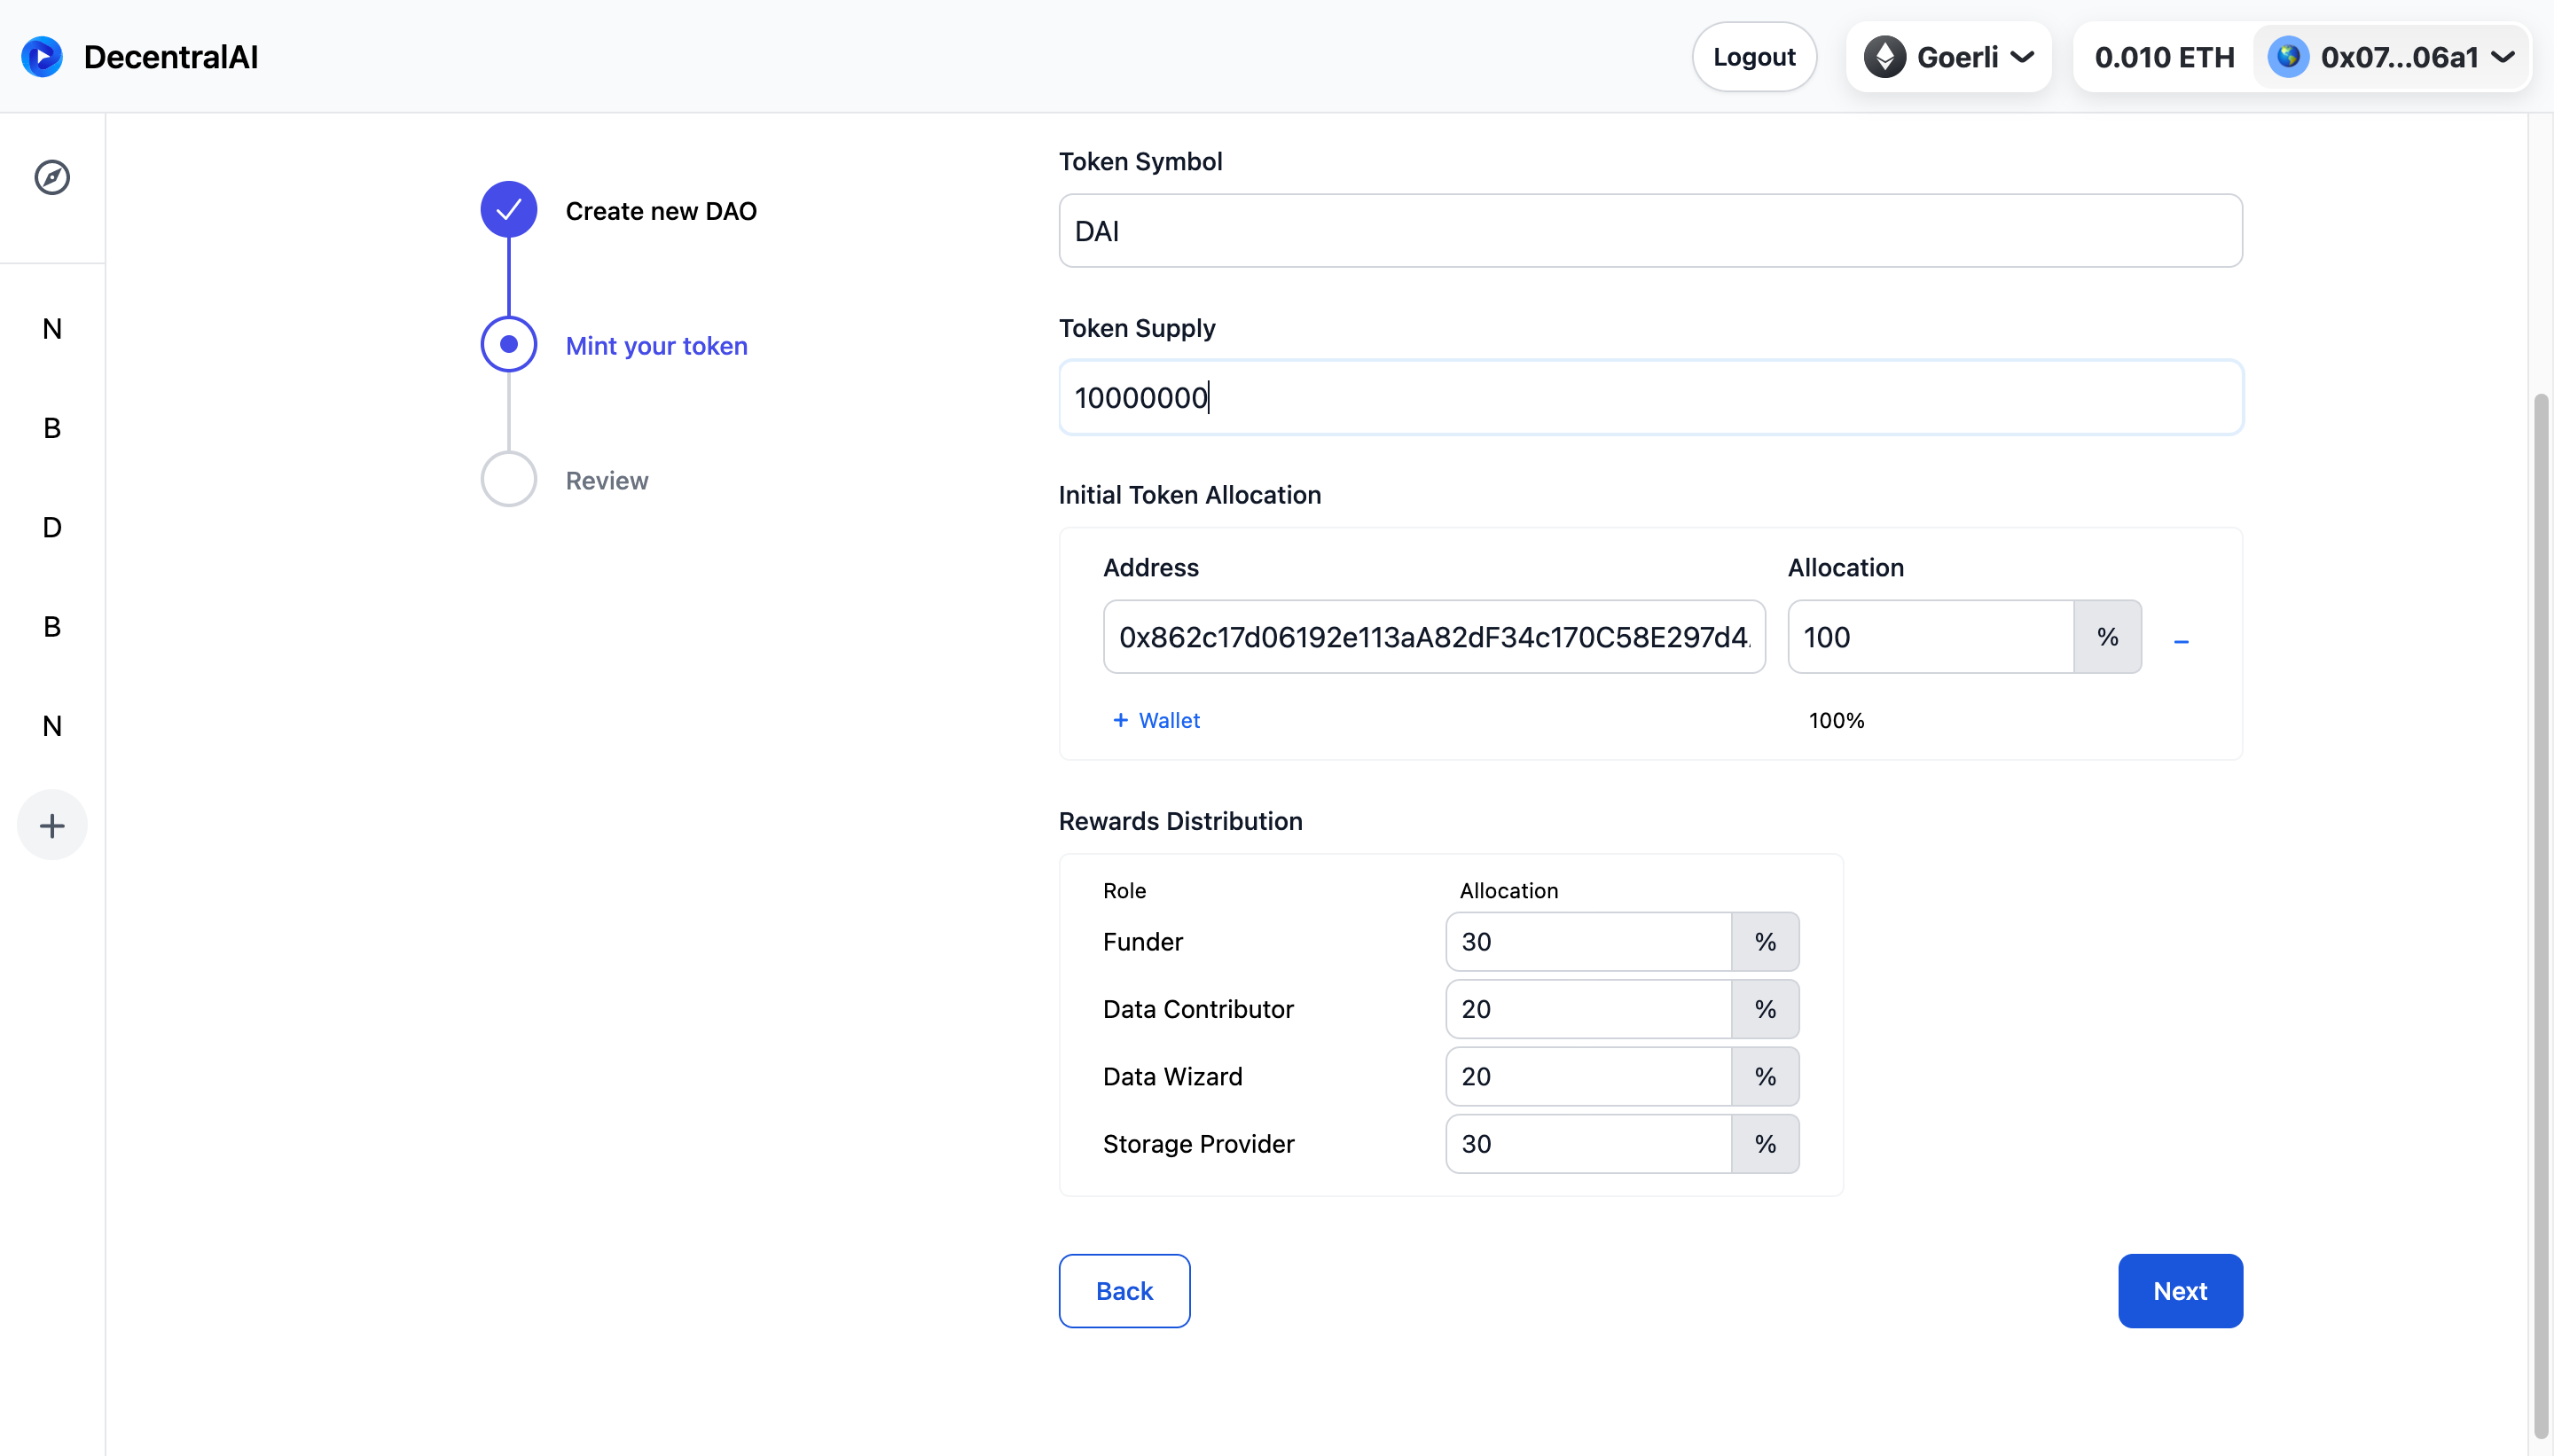 DecentralAI
Logout
Goerli
0.010 ETH
0x07...06a1
N
B
D
B
N
+
Create new DAO
Mint your token
Review
Token Symbol
DAI
Token Supply
10000000
Initial Token Allocation
Address Allocation
0x862c17d06192e113aA82dF34c170C58E297d4 100 % –
+ Wallet 100%
Rewards Distribution
Role Allocation
Funder 30 %
Data Contributor 20 %
Data Wizard 20 %
Storage Provider 30 %
Back Next